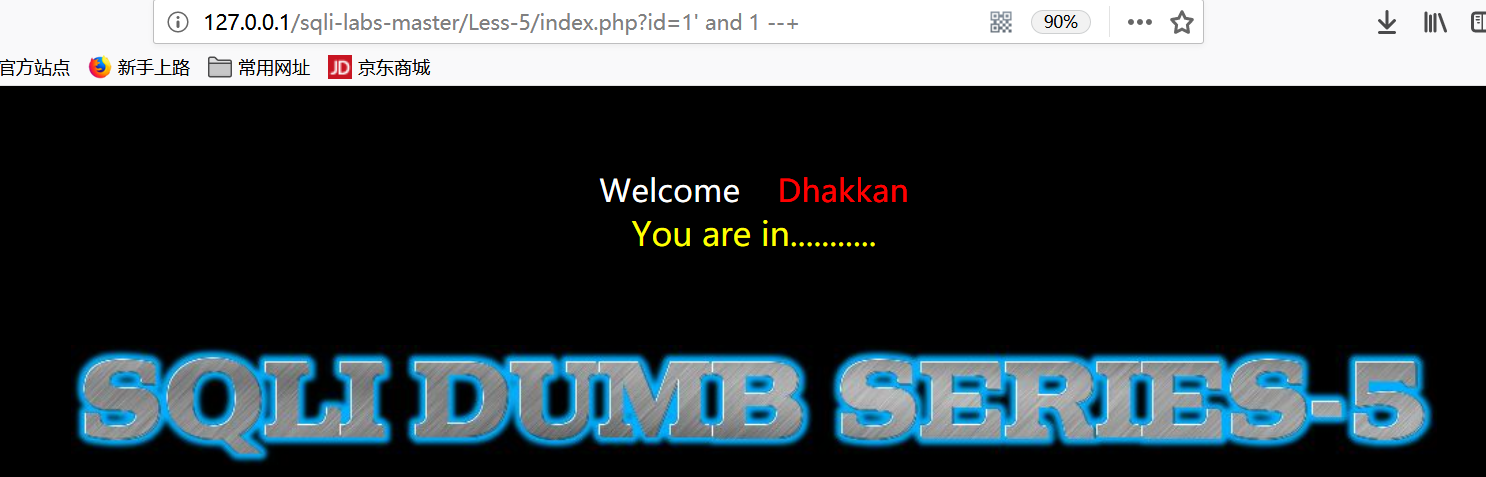 127.0.0.1/sqli-labs-master/Less-5/index.php?id=1' and 1 --+
90%
官方站点 新手上路 常用网址 JD 京东商城
Welcome Dhakkan
You are in...........
SQLI DUMB SERIES-5